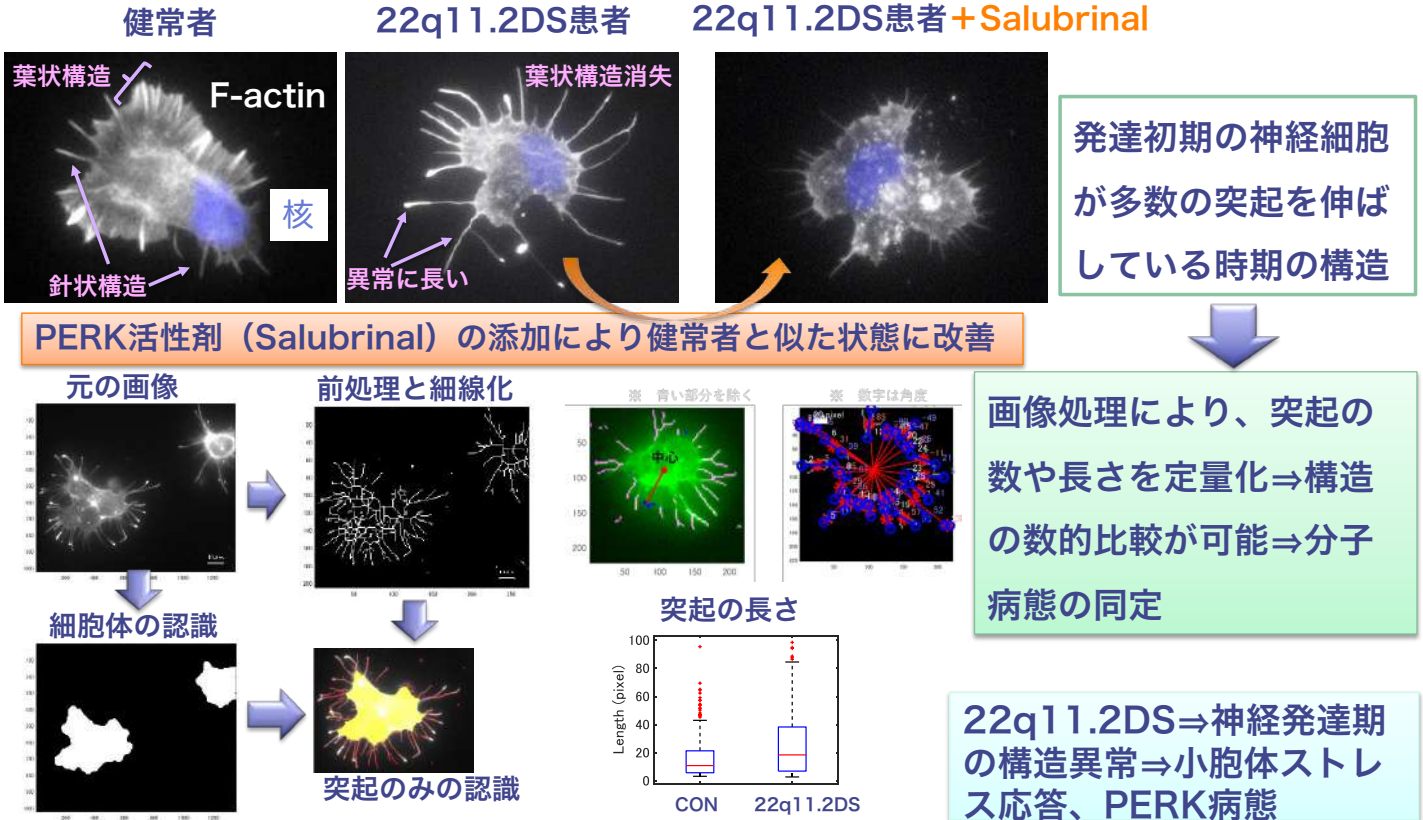 健常者
22q11.2DS患者
22q11.2DS患者＋Salubrinal
葉状構造
F-actin
核
針状構造
葉状構造消失
異常に長い
発達初期の神経細胞
が多数の突起を伸ば
している時期の構造
PERK活性剤（Salubrinal）の添加により健常者と似た状態に改善
元の画像
前処理と細線化
※ 青い部分を除く
※ 数字は角度
中心
50
100
150
200
50 100 150 200
画像処理により、突起の
数や長さを定量化⇒構造
の数的比較が可能⇒分子
病態の同定
細胞体の認識
突起のみの認識
突起の長さ
Length (pixel)
100
80
60
40
20
0
CON 22q11.2DS
22q11.2DS⇒神経発達期
の構造異常⇒小胞体ストレ
ス応答、PERK病態